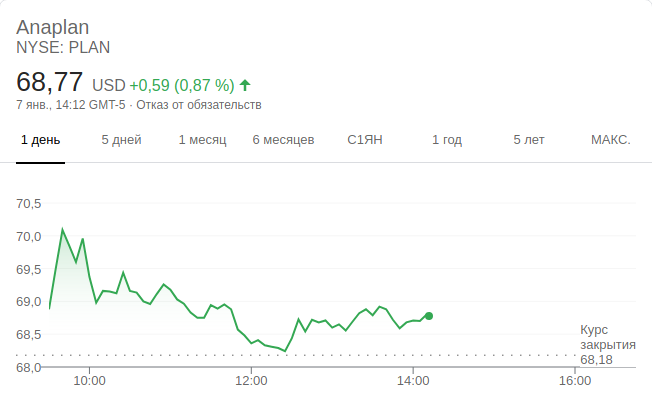 Anaplan
NYSE: PLAN
68,77 USD +0,59 (0,87 %)
7 янв., 14:12 GMT-5 · Отказ от обязательств
1 день 5 дней 1 месяц 6 месяцев С1ЯН 1 год 5 лет МАКС.
70,5
70,0
69,5
69,0
68,5
68,0
Курс
закрытия
68,18
10:00 12:00 14:00 16:00